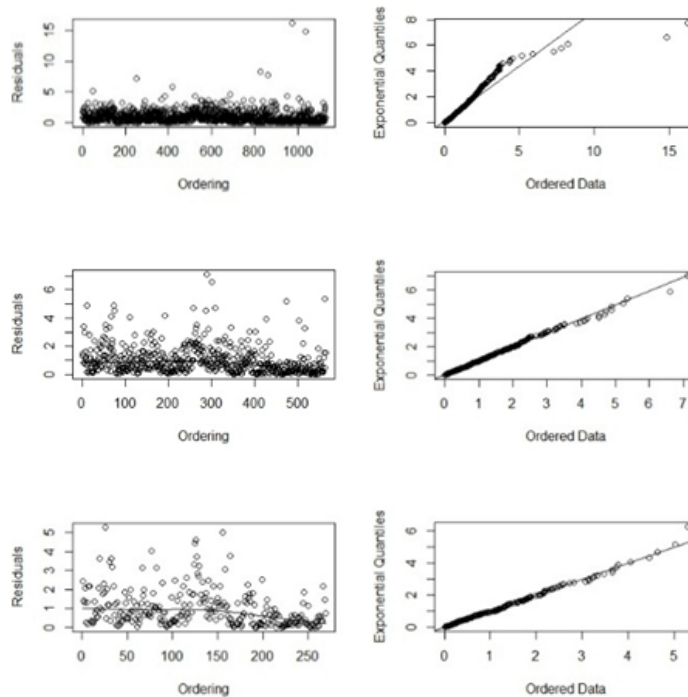 Residuals
0 5 10 15
0 200 400 600 800 1000
Ordering
Exponential Quantiles
0 2 4 6 8
0 5 10 15
Ordered Data
Residuals
0 2 4 6
0 100 200 300 400 500
Ordering
Exponential Quantiles
0 2 4 6
0 1 2 3 4 5 6 7
Ordered Data
Residuals
0 1 2 3 4 5
0 50 100 150 200 250
Ordering
Exponential Quantiles
0 2 4 6
0 1 2 3 4 5
Ordered Data